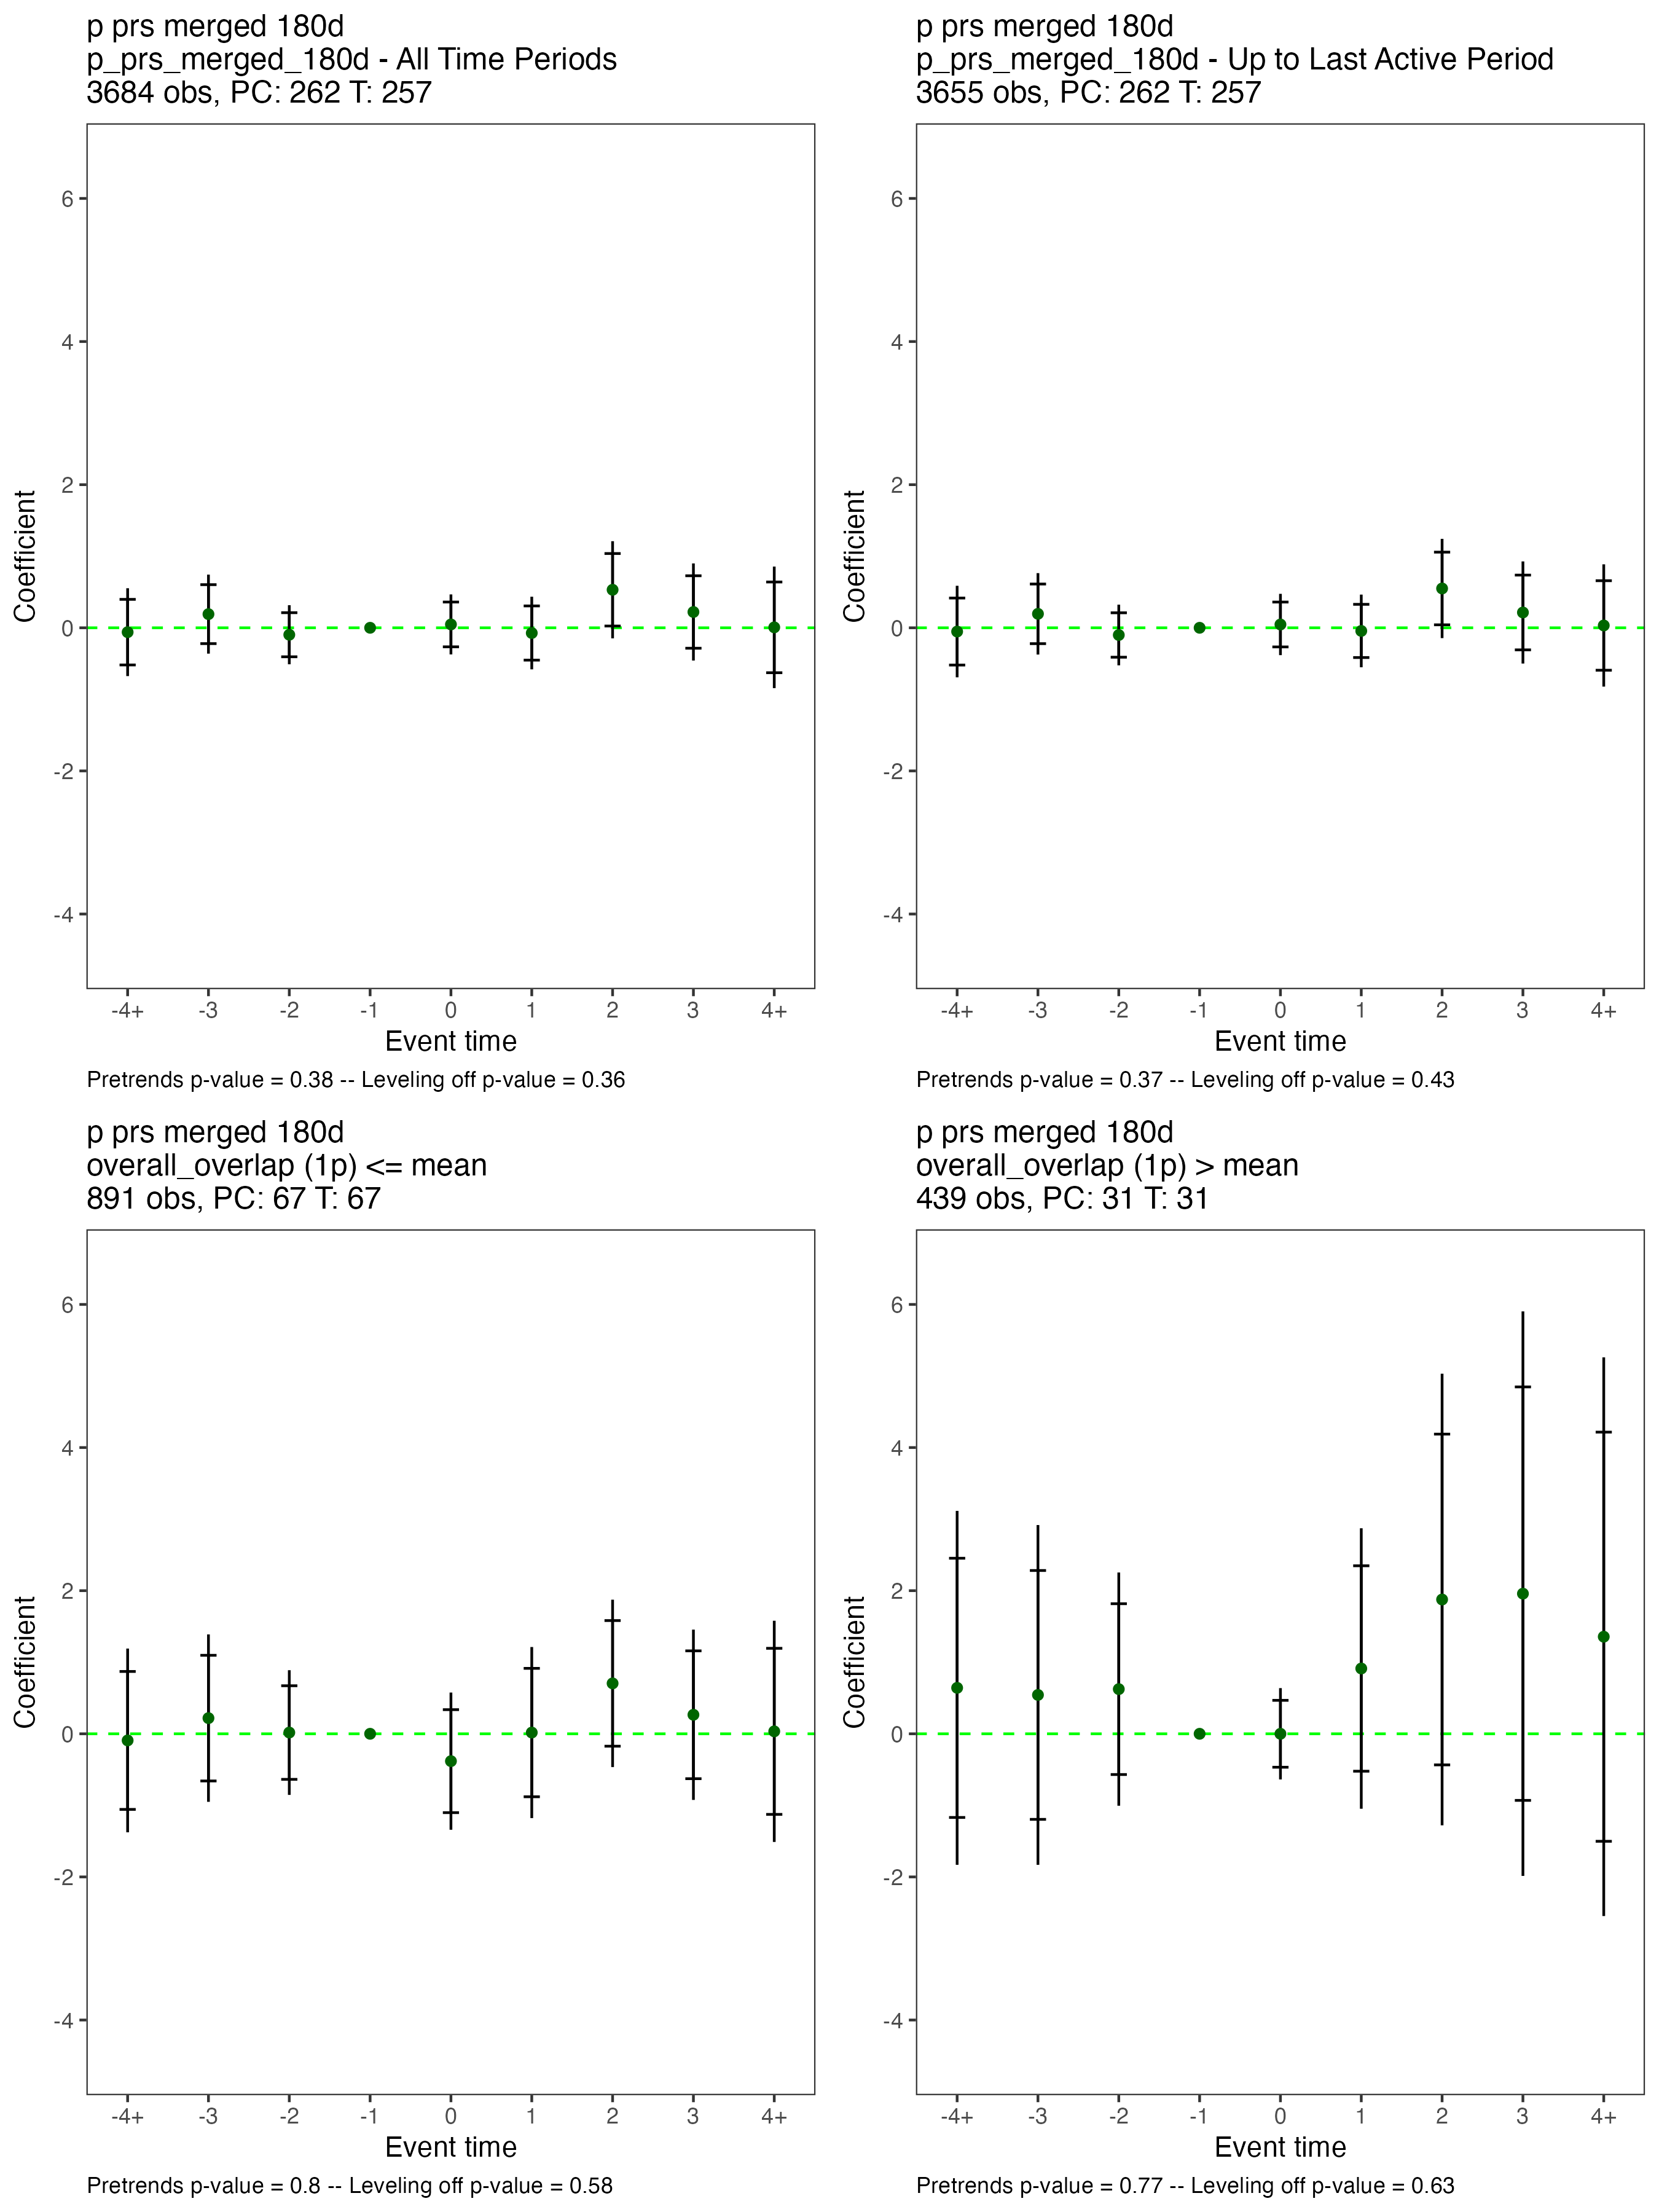 p prs merged 180d
p_prs_merged_180d - All Time Periods
3684 obs, PC: 262 T: 257
Coefficient
6
4
2
0
-2
-4
-4+ -3 -2 -1 0 1 2 3 4+
Event time
Pretrends p-value = 0.38 -- Leveling off p-value = 0.36
p prs merged 180d
p_prs_merged_180d - Up to Last Active Period
3655 obs, PC: 262 T: 257
Coefficient
6
4
2
0
-2
-4
-4+ -3 -2 -1 0 1 2 3 4+
Event time
Pretrends p-value = 0.37 -- Leveling off p-value = 0.43
p prs merged 180d
overall_overlap (1p) <= mean
891 obs, PC: 67 T: 67
Coefficient
6
4
2
0
-2
-4
-4+ -3 -2 -1 0 1 2 3 4+
Event time
Pretrends p-value = 0.8 -- Leveling off p-value = 0.58
p prs merged 180d
overall_overlap (1p) > mean
439 obs, PC: 31 T: 31
Coefficient
6
4
2
0
-2
-4
-4+ -3 -2 -1 0 1 2 3 4+
Event time
Pretrends p-value = 0.77 -- Leveling off p-value = 0.63